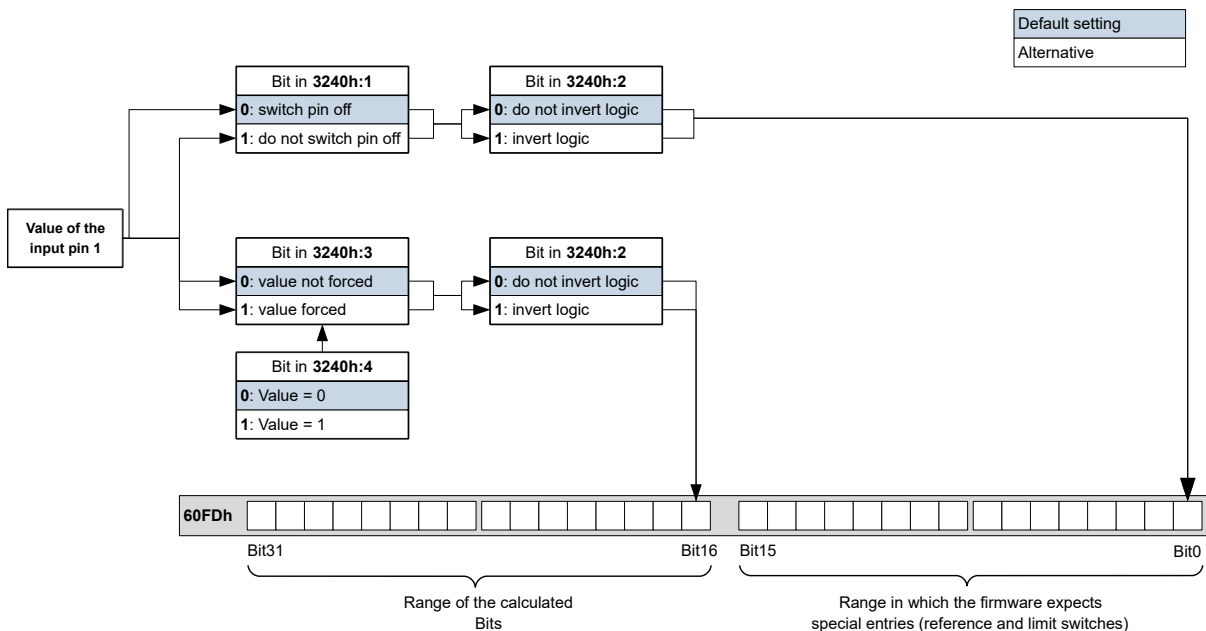 Default setting
Alternative
Bit in 3240h:1
0: switch pin off
1: do not switch pin off
Bit in 3240h:2
0: do not invert logic
1: invert logic
Value of the
input pin 1
Bit in 3240h:3
0: value not forced
1: value forced
Bit in 3240h:2
0: do not invert logic
1: invert logic
Bit in 3240h:4
0: Value = 0
1: Value = 1
60FDh
Bit31
Bit16
Bit15
Bit0
Range of the calculated
Bits
Range in which the firmware expects
special entries (reference and limit switches)